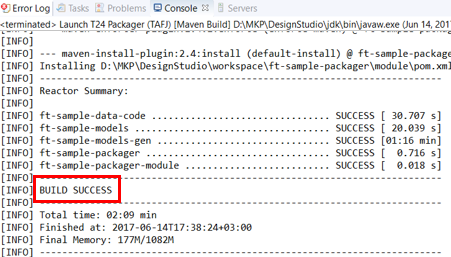 Error Log Tasks Problems Console Servers
<terminated> Launch T24 Packager (TAFJ) [Maven Build] D:\MKP\DesignStudio\jdk\bin\javaw.exe (Jun 14, 2017
[INFO]
[INFO] --- maven-install-plugin:2.4:install (default-install) @ ft-sample-package
[INFO] Installing D:\MKP\DesignStudio\workspace\ft-sample-packager\module\pom.xml
[INFO] ------------------------------------------------------------------------
[INFO] Reactor Summary:
[INFO]
[INFO] ft-sample-data-code ................................ SUCCESS [ 30.707 s]
[INFO] ft-sample-models ................................... SUCCESS [ 20.039 s]
[INFO] ft-sample-models-gen ............................... SUCCESS [01:16 min]
[INFO] ft-sample-packager ................................. SUCCESS [  0.716 s]
[INFO] ft-sample-packager-module .......................... SUCCESS [  0.018 s]
[INFO] ------------------------------------------------------------------------
[INFO] BUILD SUCCESS
[INFO] ------------------------------------------------------------------------
[INFO] Total time: 02:09 min
[INFO] Finished at: 2017-06-14T17:38:24+03:00
[INFO] Final Memory: 177M/1082M
[INFO] ------------------------------------------------------------------------